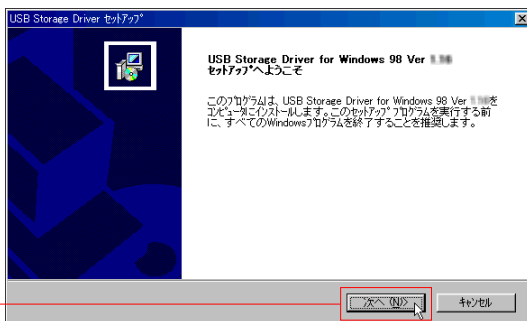 USB Storage Driver セットアップ
USB Storage Driver for Windows 98 Ver
セットアップへようこそ
このプログラムは、USB Storage Driver for Windows 98 Ver を
コンピュータにインストールします。このセットアップ プログラムを実行する前
に、すべてのWindowsプログラムを終了することを推奨します。
次へ (N)>
キャンセル